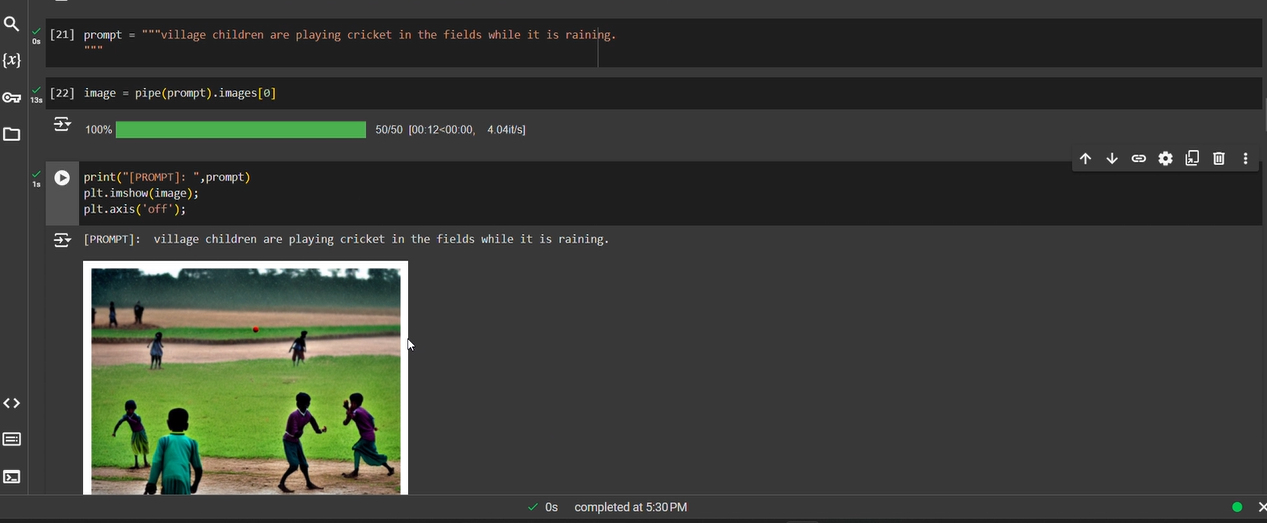 [21] prompt = """village children are playing cricket in the fields while it is raining.
"""
0s
{x}
[22] image = pipe(prompt).images[0]
13s
100% 50/50 [00:12<00:00, 4.04it/s]
print("[PROMPT]: ",prompt)
1s
plt.imshow(image);
plt.axis('off');
[PROMPT]: village children are playing cricket in the fields while it is raining.
0s completed at 5:30 PM